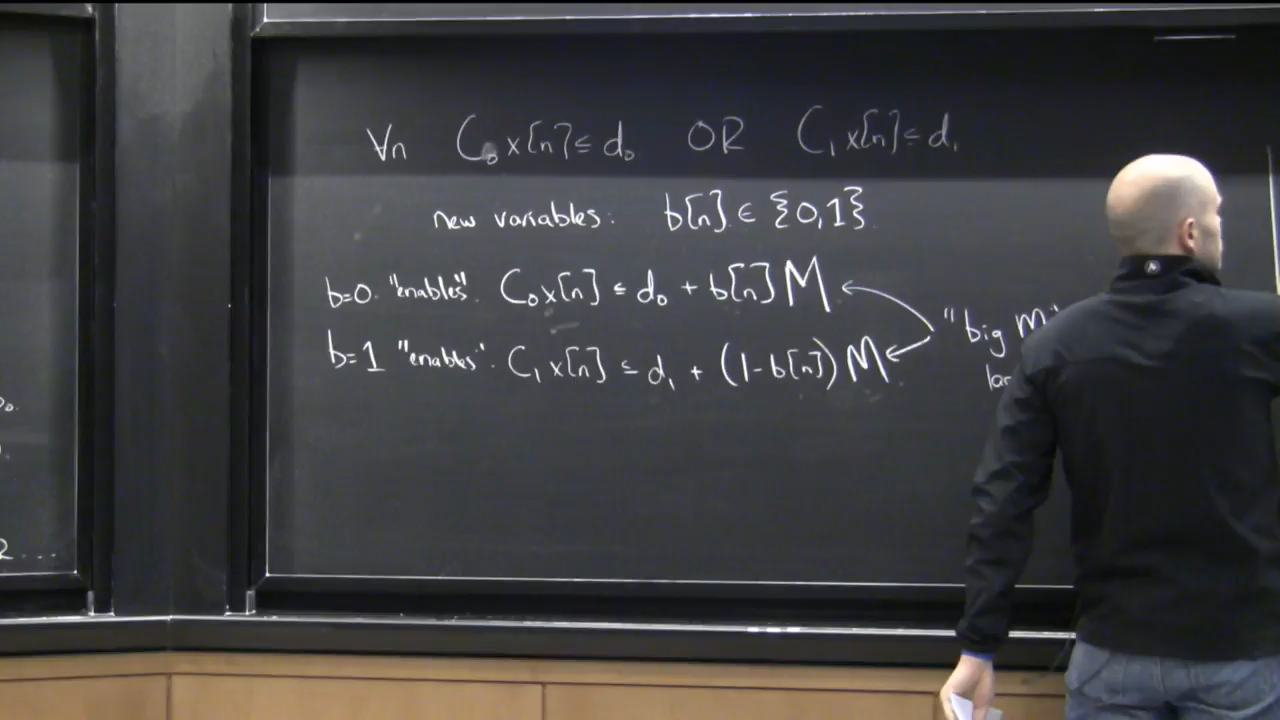 ∀n C₀x[n] ≤ d₀ OR C₁x[n] ≤ d₁
new variables: b[n] ∈ {0,1}
b=0 "enables". C₀x[n] ≤ d₀ + b[n]M
b=1 "enables". C₁x[n] ≤ d₁ + (1-b[n])M
"big M"